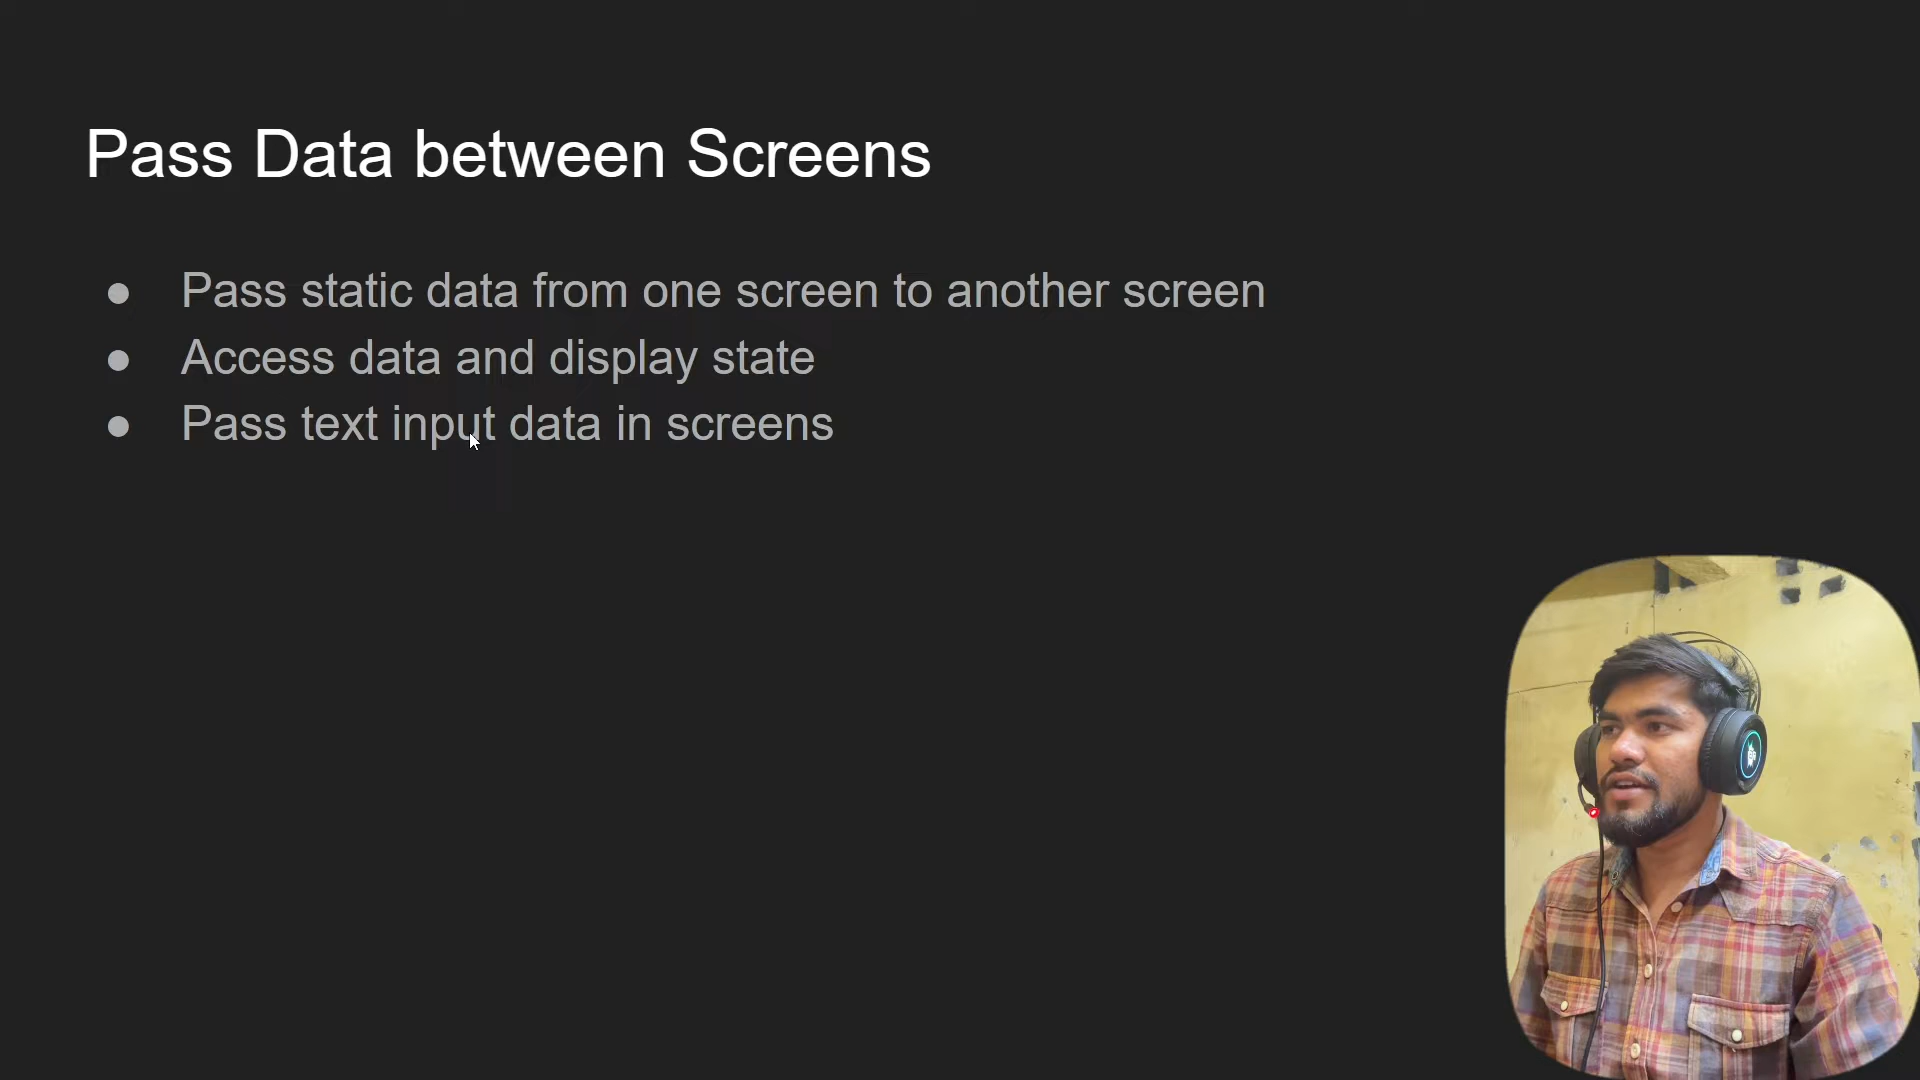 Pass Data between Screens
● Pass static data from one screen to another screen
● Access data and display state
● Pass text input data in screens